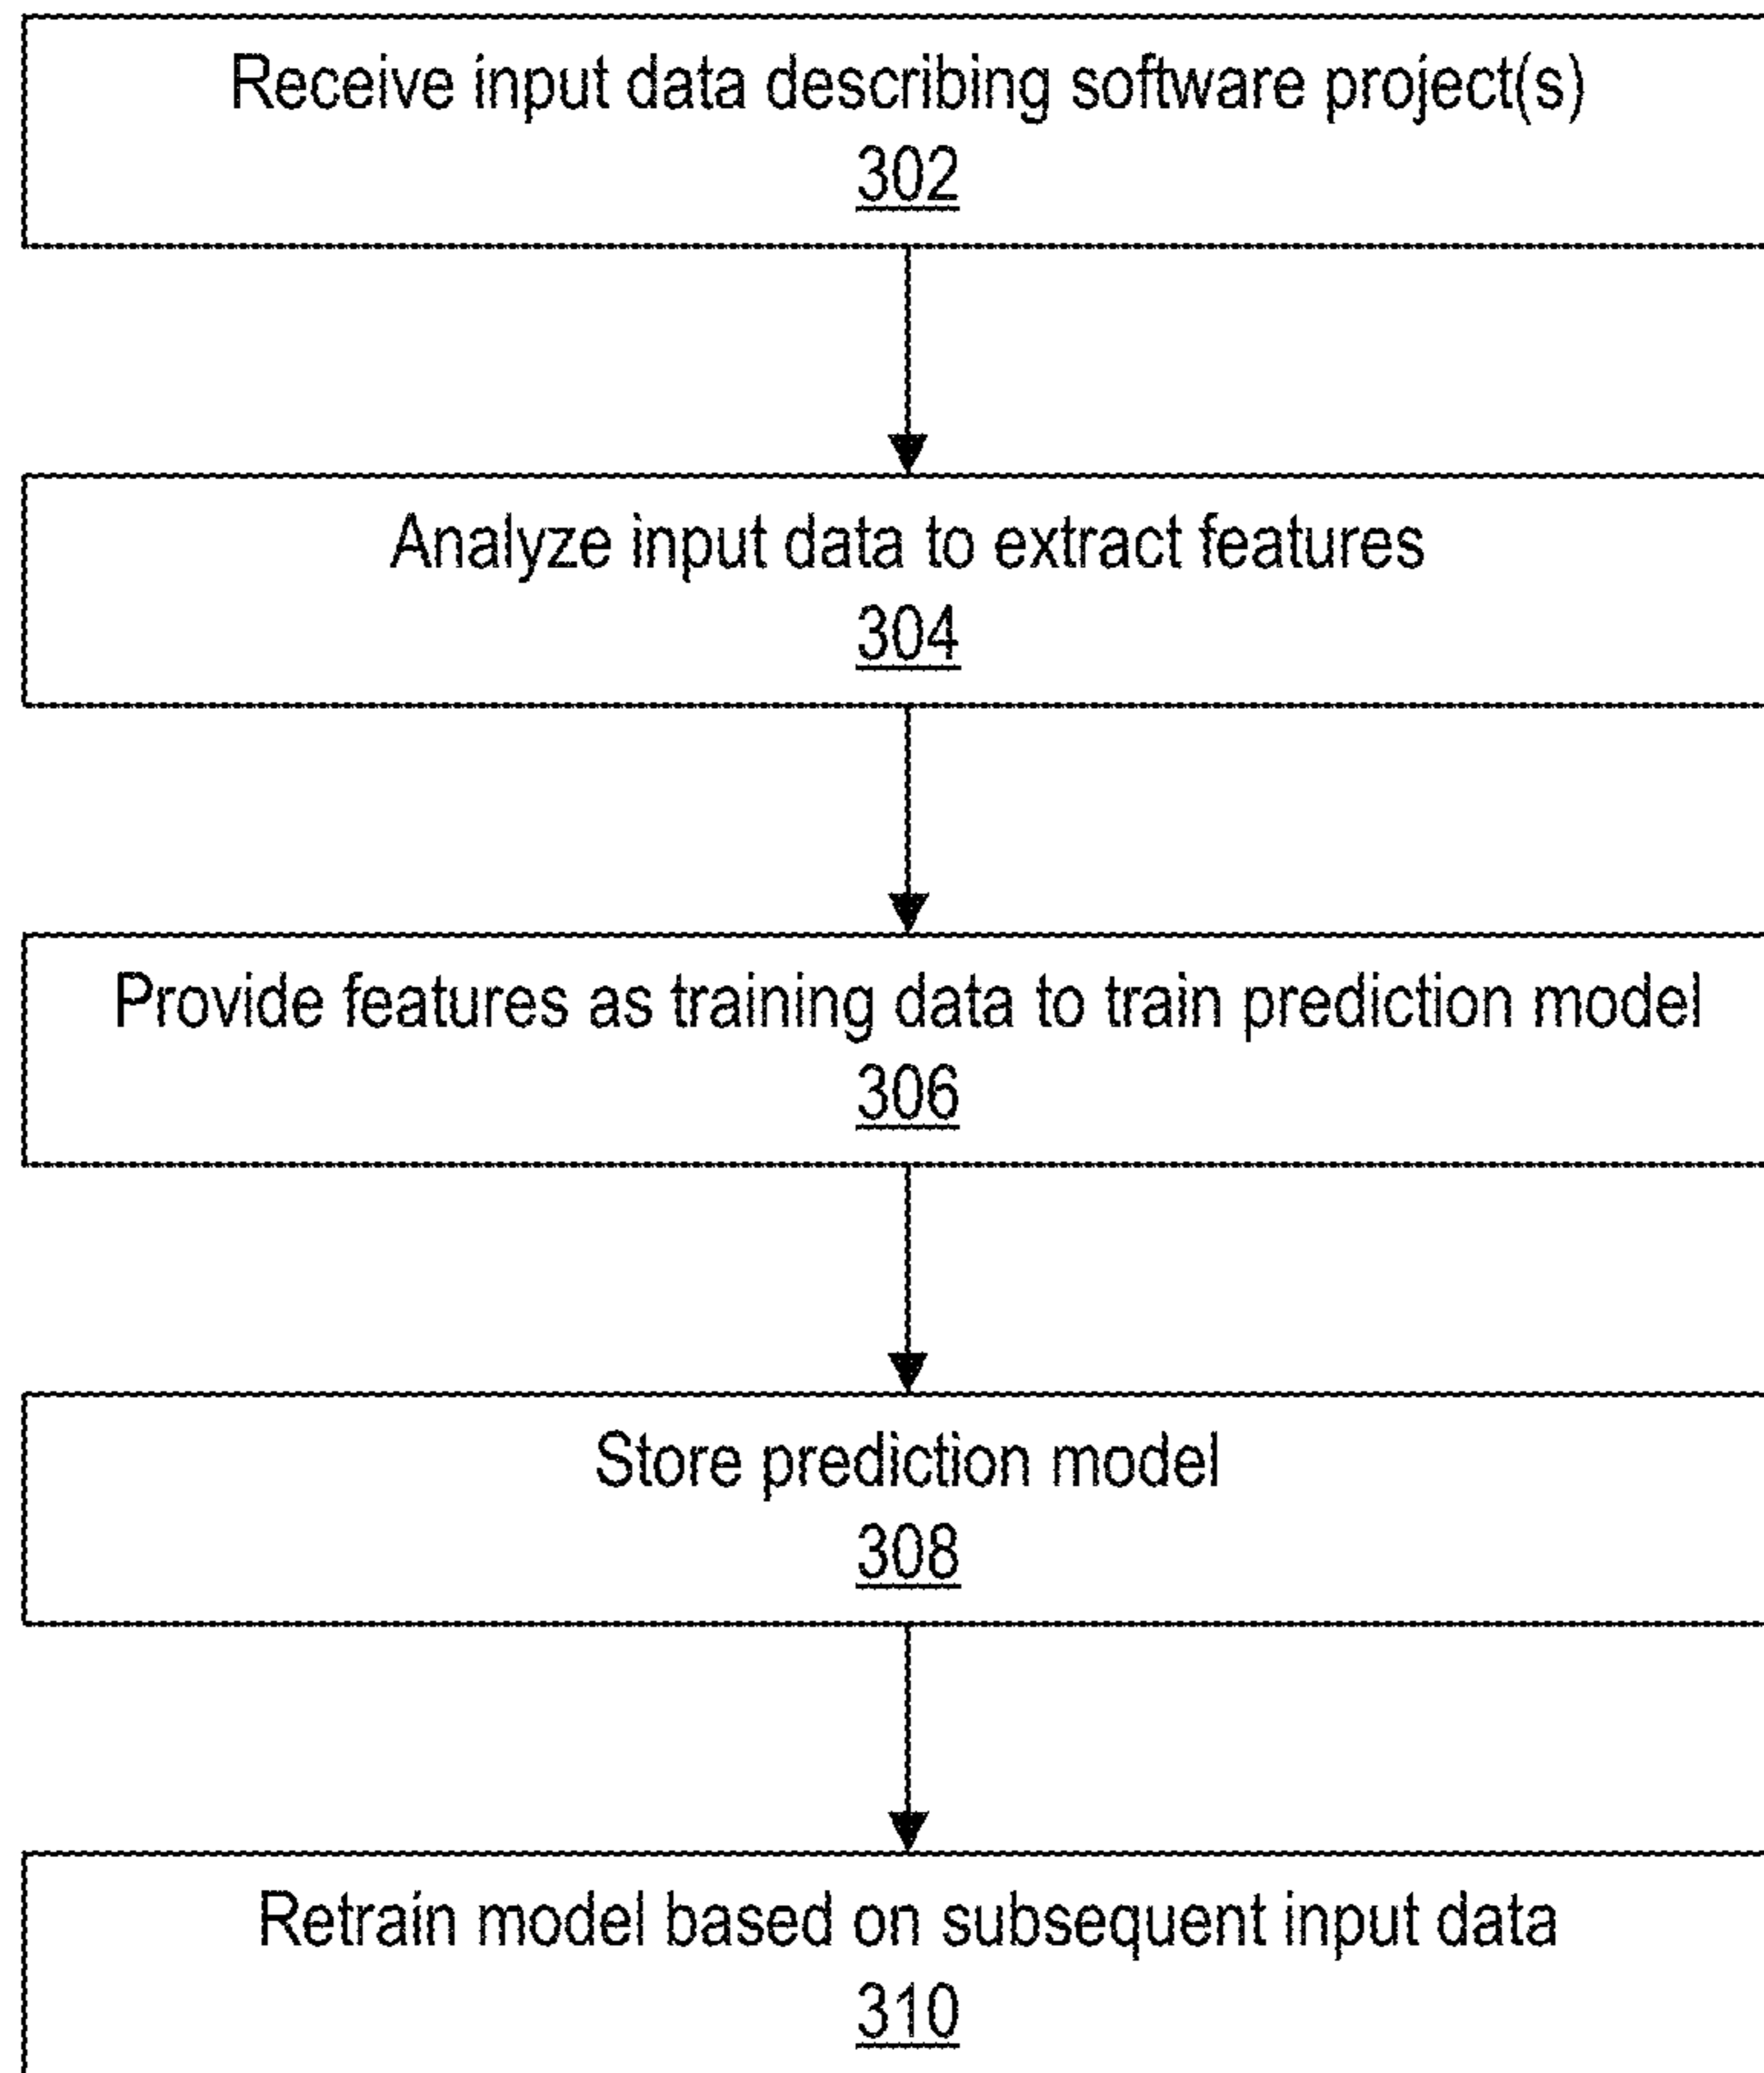 Receive input data describing software project(s)
302
Analyze input data to extract features
304
Provide features as training data to train prediction model
306
Store prediction model
308
Retrain model based on subsequent input data
310